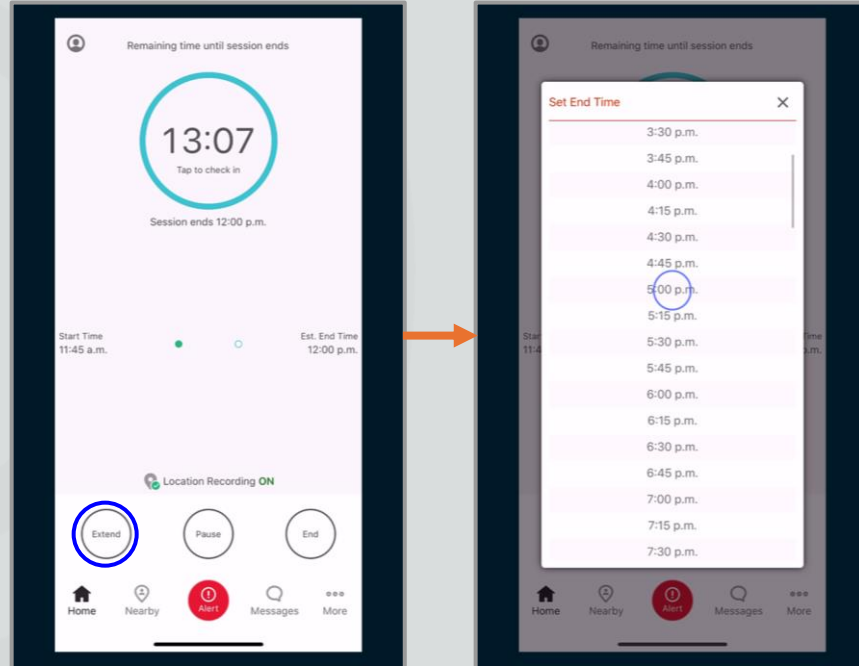 Remaining time until session ends
13:07
Tap to check in
Session ends 12:00 p.m.
Start Time
11:45 a.m.
Est. End Time
12:00 p.m.
Location Recording ON
Extend
Pause
End
Home
Nearby
Alert
Messages
More
Remaining time until session ends
Set End Time
3:30 p.m.
3:45 p.m.
4:00 p.m.
4:15 p.m.
4:30 p.m.
4:45 p.m.
5:00 p.m.
5:15 p.m.
5:30 p.m.
5:45 p.m.
6:00 p.m.
6:15 p.m.
6:30 p.m.
6:45 p.m.
7:00 p.m.
7:15 p.m.
7:30 p.m.
Home
Nearby
Alert
Messages
More